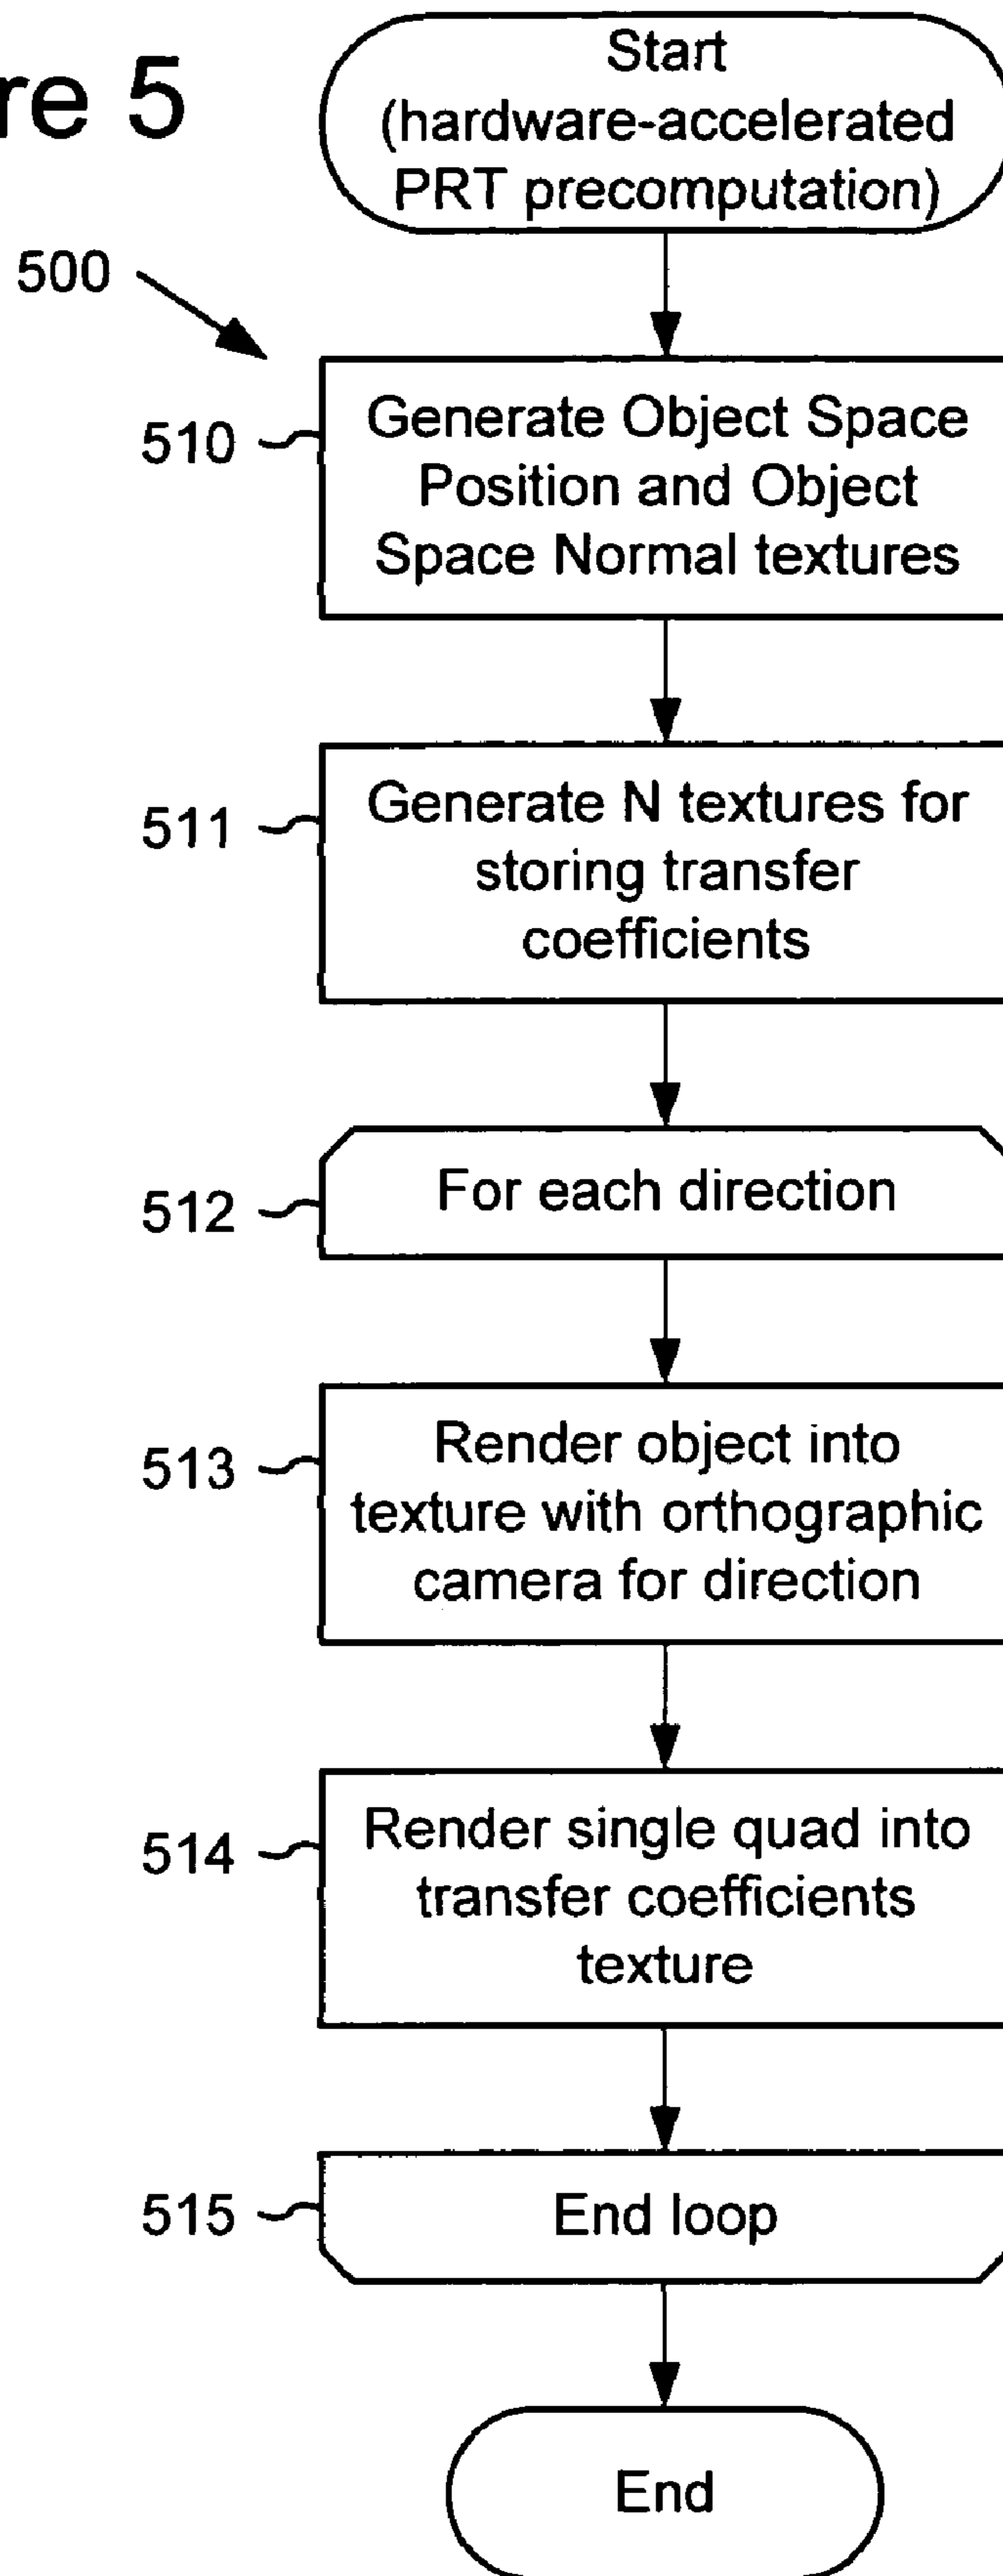 re 5
Start
(hardware-accelerated
PRT precomputation)
500
510
Generate Object Space
Position and Object
Space Normal textures
511
Generate N textures for
storing transfer
coefficients
512
For each direction
513
Render object into
texture with orthographic
camera for direction
514
Render single quad into
transfer coefficients
texture
515
End loop
End